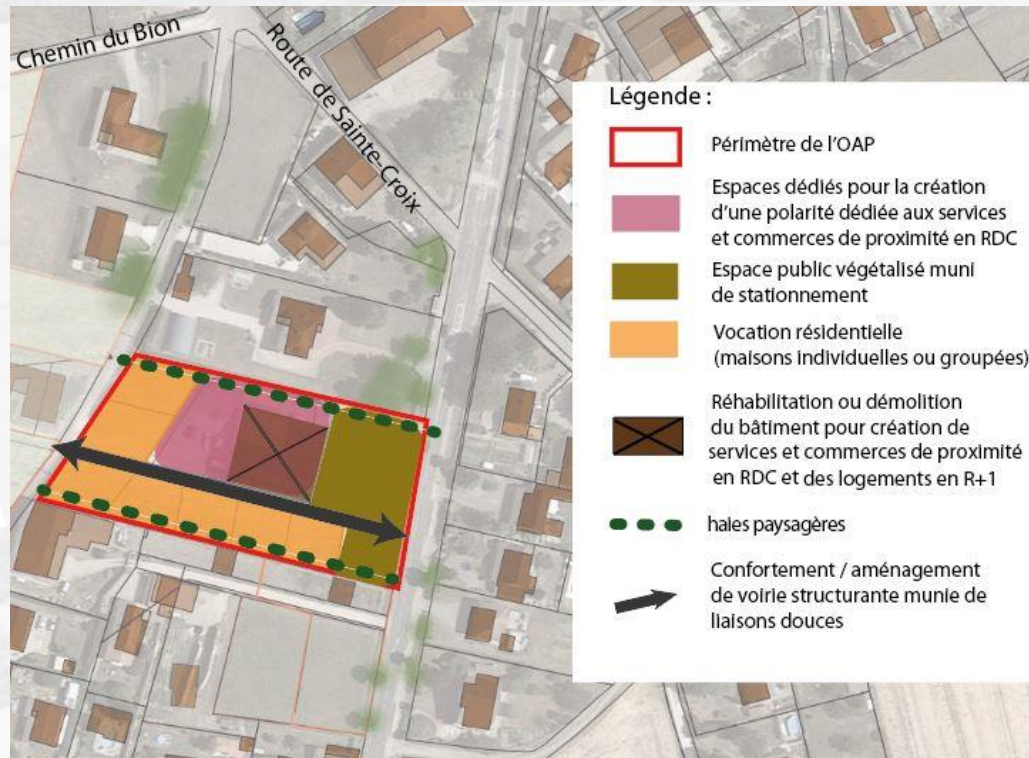 Chemin du Bion
Route de Sainte-Croix
Légende :
Périmètre de l'OAP
Espaces dédiés pour la création
d'une polarité dédiée aux services
et commerces de proximité en RDC
Espace public végétalisé muni
de stationnement
Vocation résidentielle
(maisons individuelles ou groupées)
Réhabilitation ou démolition
du bâtiment pour création de
services et commerces de proximité
en RDC et des logements en R+1
haies paysagères
Confortement / aménagement
de voirie structurante munie de
liaisons douces